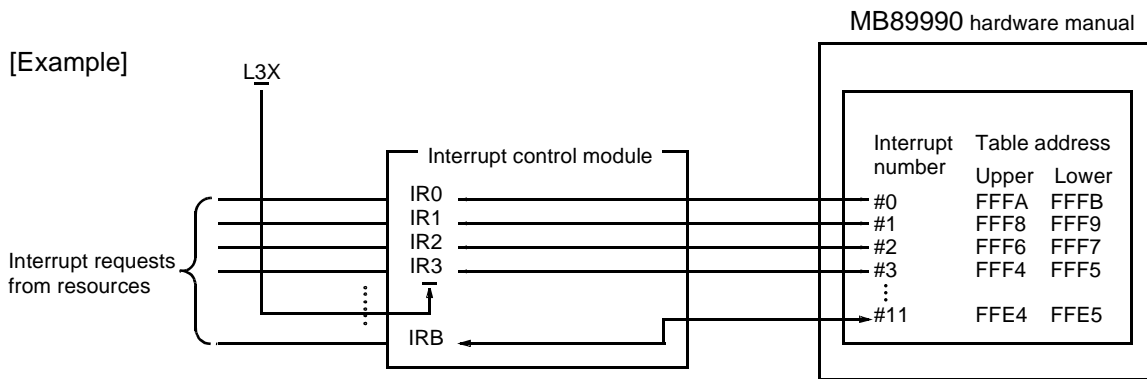 MB89990 hardware manual
[Example]
L3X
Interrupt control module
Interrupt number Table address
Upper Lower
IR0 #0 FFFA FFFB
IR1 #1 FFF8 FFF9
IR2 #2 FFF6 FFF7
IR3 #3 FFF4 FFF5
Interrupt requests
from resources
IRB #11 FFE4 FFE5